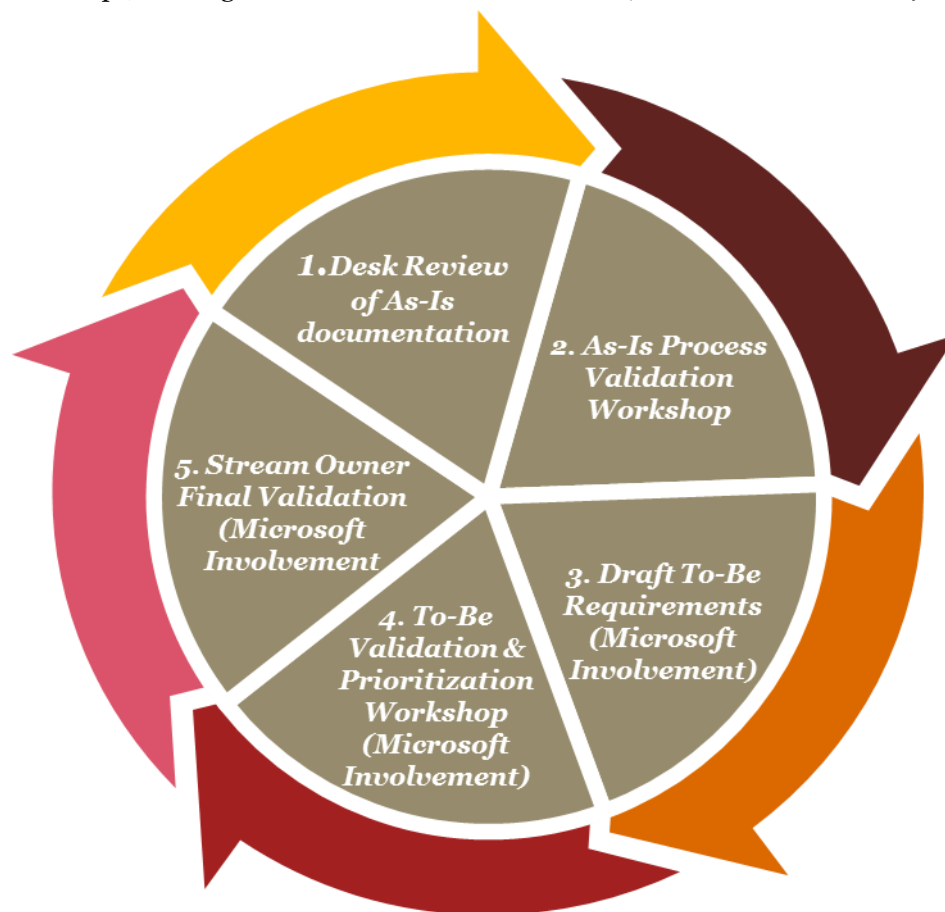 1.Desk Review
of As-Is
documentation
2. As-Is Process
Validation
Workshop
3. Draft To-Be
Requirements
(Microsoft
Involvement)
4. To-Be
Validation &
Prioritization
Workshop
(Microsoft
Involvement)
5. Stream Owner
Final Validation
(Microsoft
Involvement